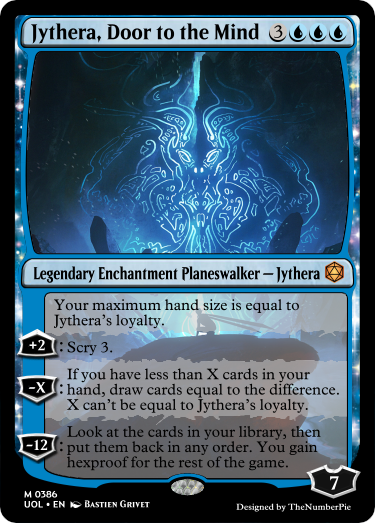 Jythera, Door to the Mind 3
Legendary Enchantment Planeswalker — Jythera
Your maximum hand size is equal to
Jythera's loyalty.
+2: Scry 3.
If you have less than X cards in your
-X: hand, draw cards equal to the difference.
X can't be equal to Jythera's loyalty.
Look at the cards in your library, then
-12: put them back in any order. You gain
hexproof for the rest of the game.
7
M 0386
UOL • EN Bastien Grivet
Designed by TheNumberPie